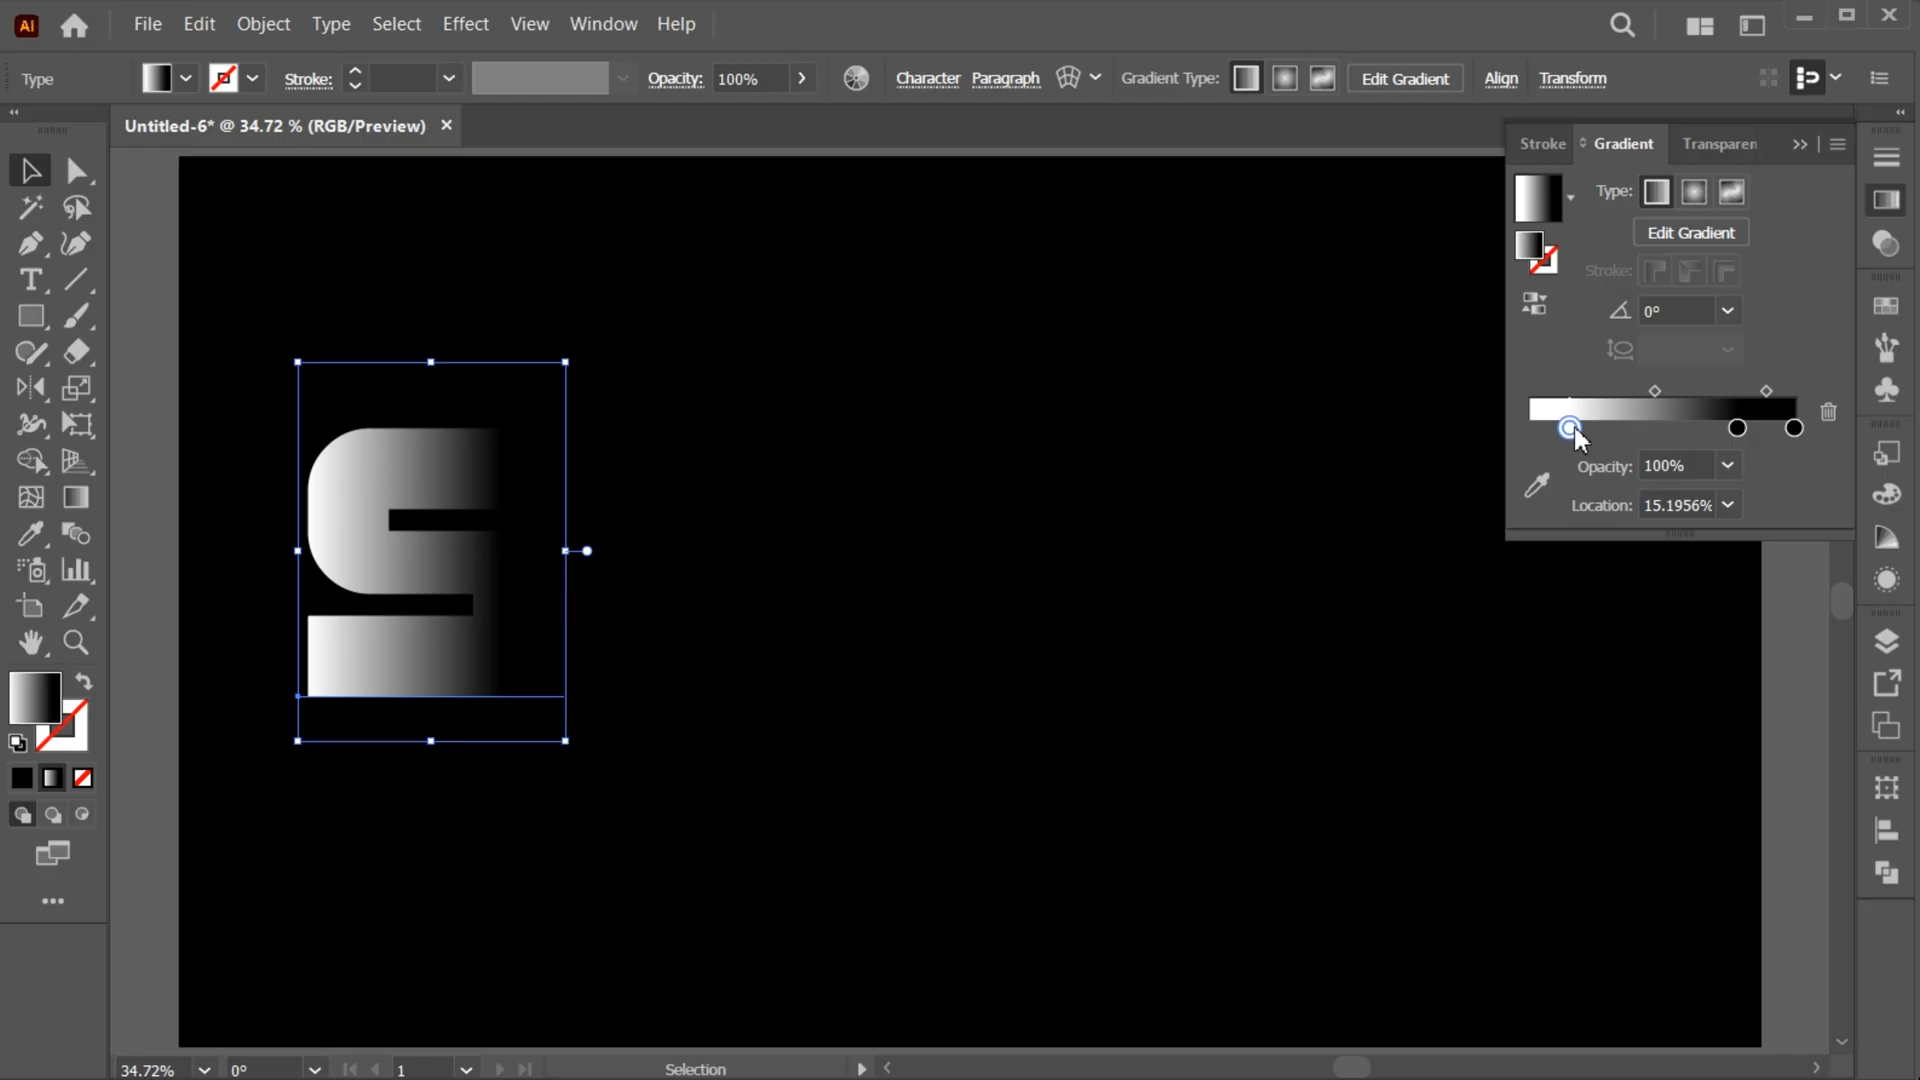 Ai File Edit Object Type Select Effect View Window Help
Type Stroke: Opacity: 100% Character Paragraph Gradient Type: Edit Gradient Align Transform
Untitled-6* @ 34.72 % (RGB/Preview)
Stroke Gradient Transparen
Type:
Edit Gradient
Stroke:
0°
Opacity: 100%
Location: 15.1956%
S
34.72% 0° 1 Selection